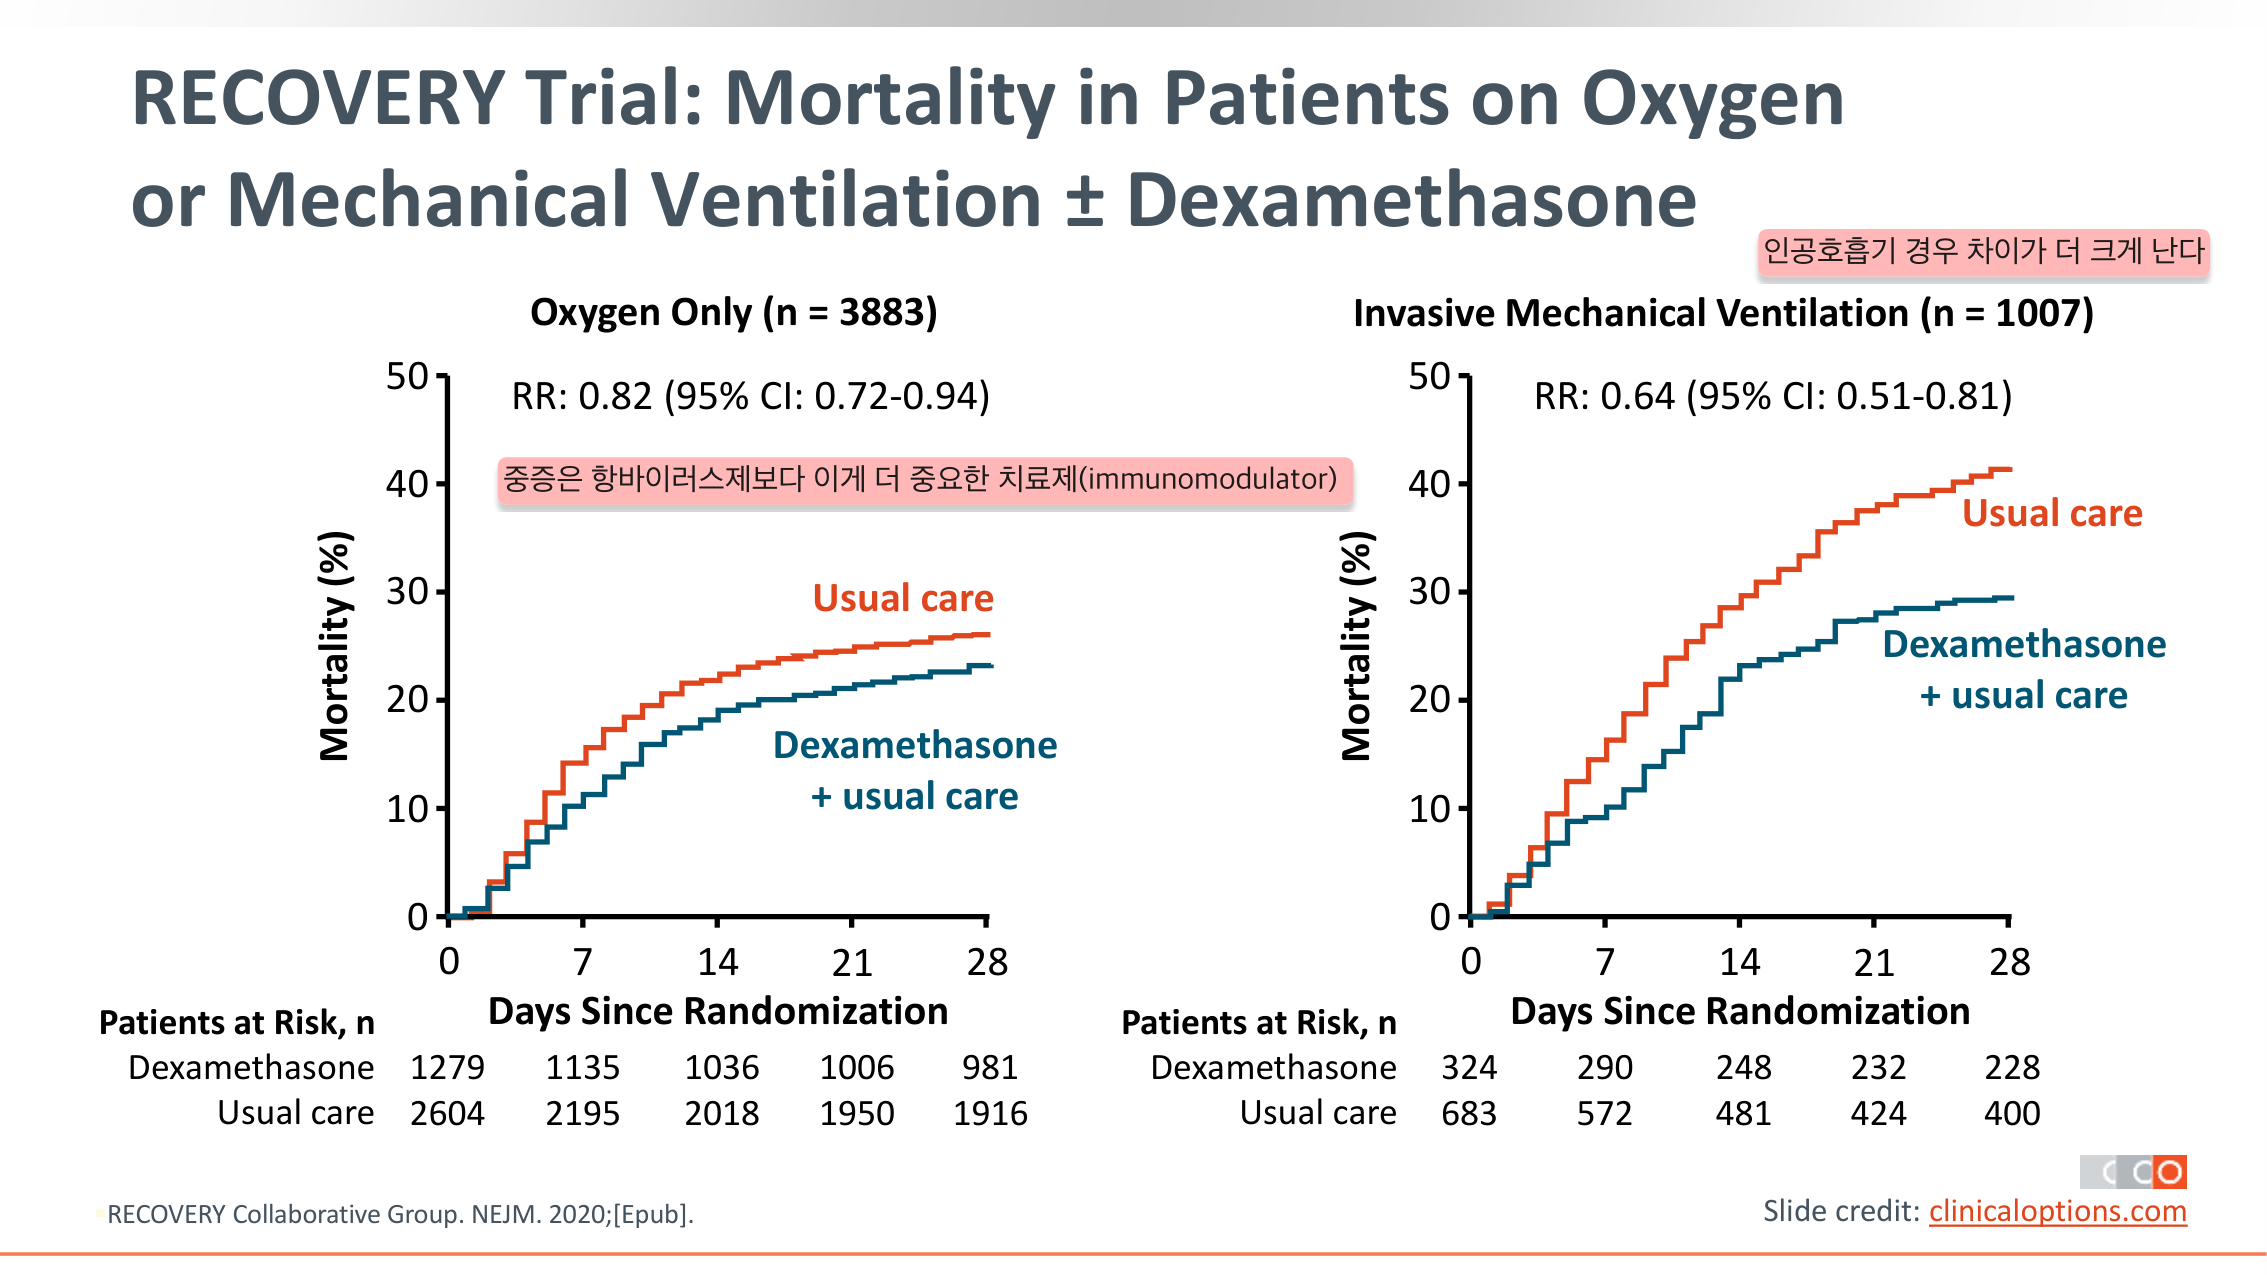 RECOVERY Trial: Mortality in Patients on Oxygen
or Mechanical Ventilation ± Dexamethasone
인공호흡기 경우 차이가 더 크게 난다
Oxygen Only (n = 3883)
RR: 0.82 (95% CI: 0.72-0.94)
중증은 항바이러스제보다 이게 더 중요한 치료제(immunomodulator)
50
40
30
20
10
0
Mortality (%)
Usual care
Dexamethasone
+ usual care
0 7 14 21 28
Days Since Randomization
Patients at Risk, n
Dexamethasone 1279 1135 1036 1006 981
Usual care 2604 2195 2018 1950 1916
Invasive Mechanical Ventilation (n = 1007)
RR: 0.64 (95% CI: 0.51-0.81)
50
40
30
20
10
0
Mortality (%)
Usual care
Dexamethasone
+ usual care
0 7 14 21 28
Days Since Randomization
Patients at Risk, n
Dexamethasone 324 290 248 232 228
Usual care 683 572 481 424 400
RECOVERY Collaborative Group. NEJM. 2020;[Epub].
CCO
Slide credit: clinicaloptions.com